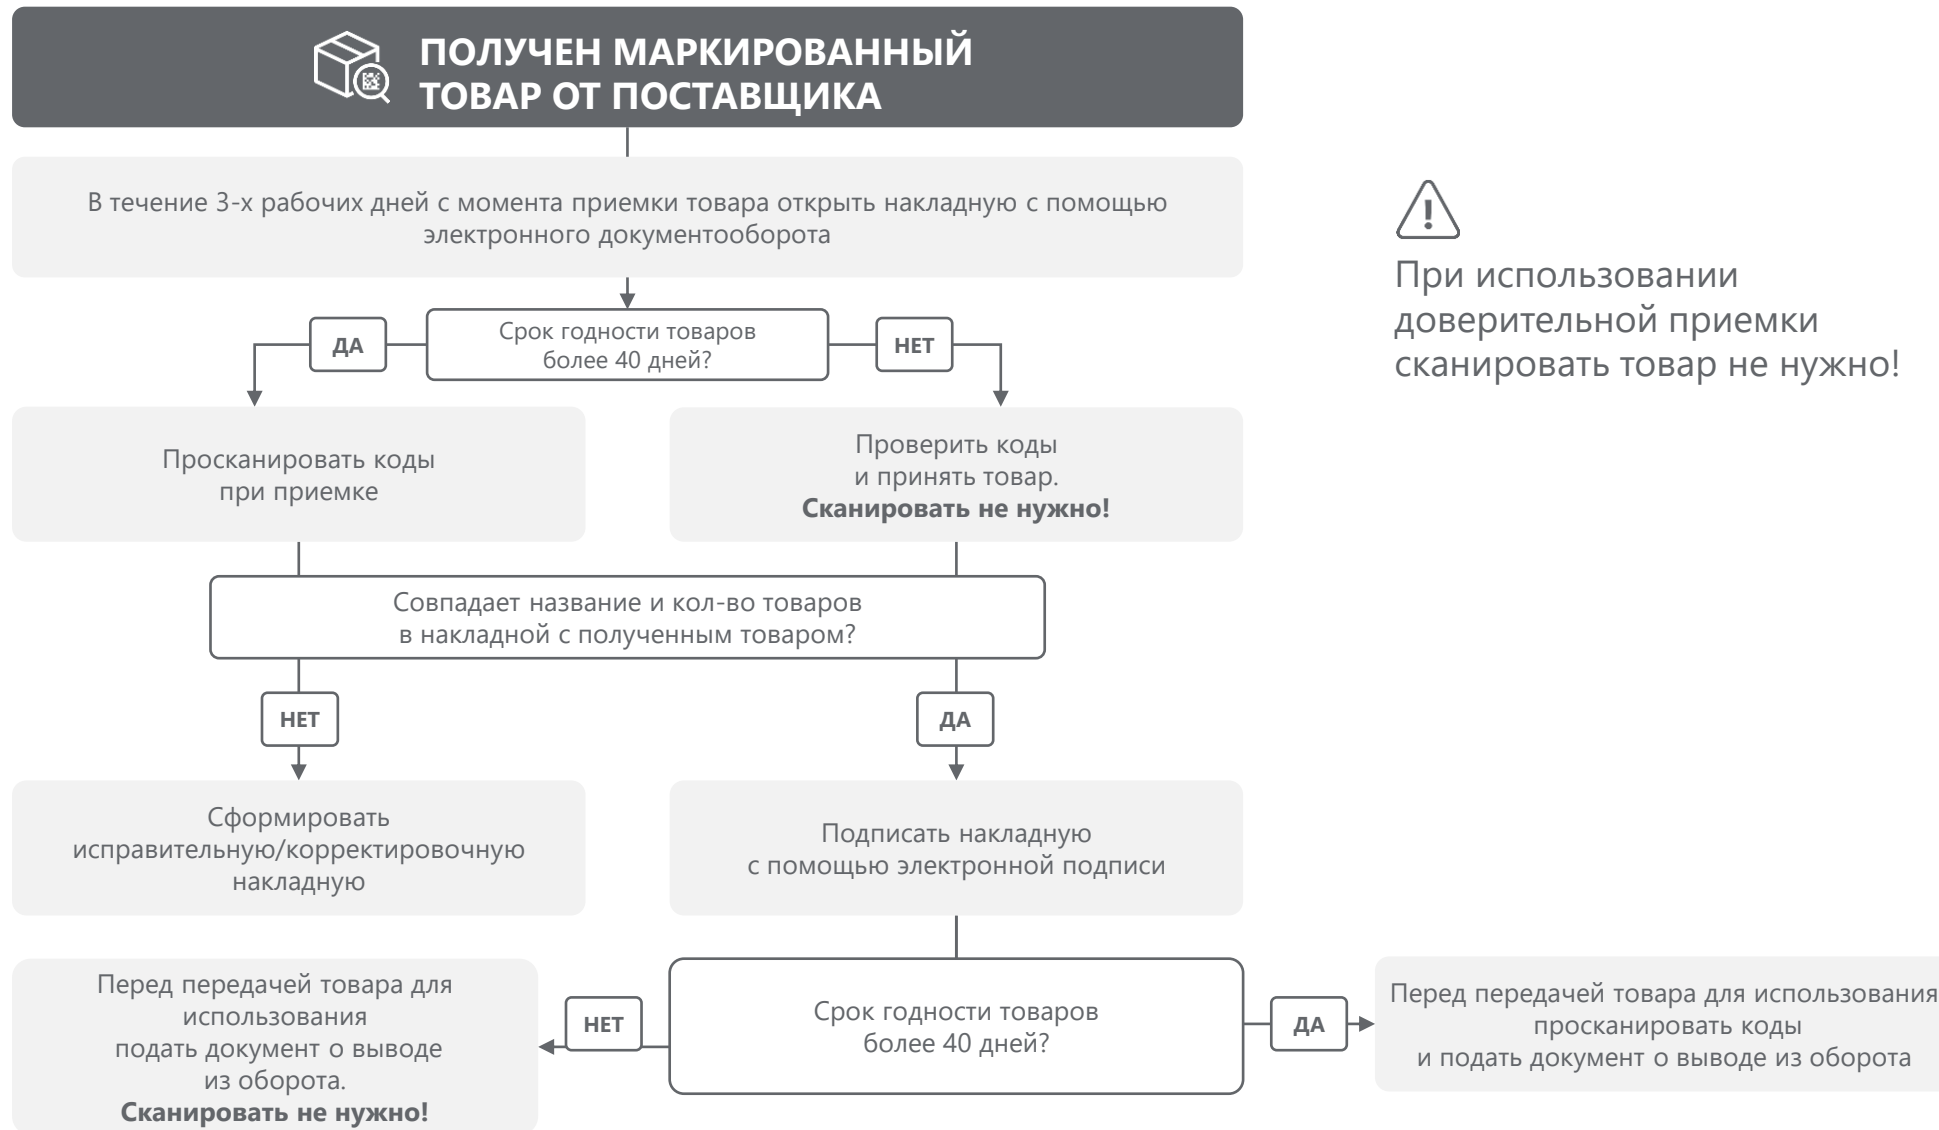 ПОЛУЧЕН МАРКИРОВАННЫЙ
ТОВАР ОТ ПОСТАВЩИКА
В течение 3-х рабочих дней с момента приемки товара открыть накладную с помощью
электронного документооборота
При использовании
доверительной приемки
сканировать товар не нужно!
ДА
Срок годности товаров
более 40 дней?
НЕТ
Просканировать коды
при приемке
Проверить коды
и принять товар.
Сканировать не нужно!
Совпадает название и кол-во товаров
в накладной с полученным товаром?
НЕТ
ДА
Сформировать
исправительную/корректировочную
накладную
Подписать накладную
с помощью электронной подписи
Перед передачей товара для
использования
подать документ о выводе
из оборота.
Сканировать не нужно!
НЕТ
Срок годности товаров
более 40 дней?
ДА
Перед передачей товара для использования
просканировать коды
и подать документ о выводе из оборота